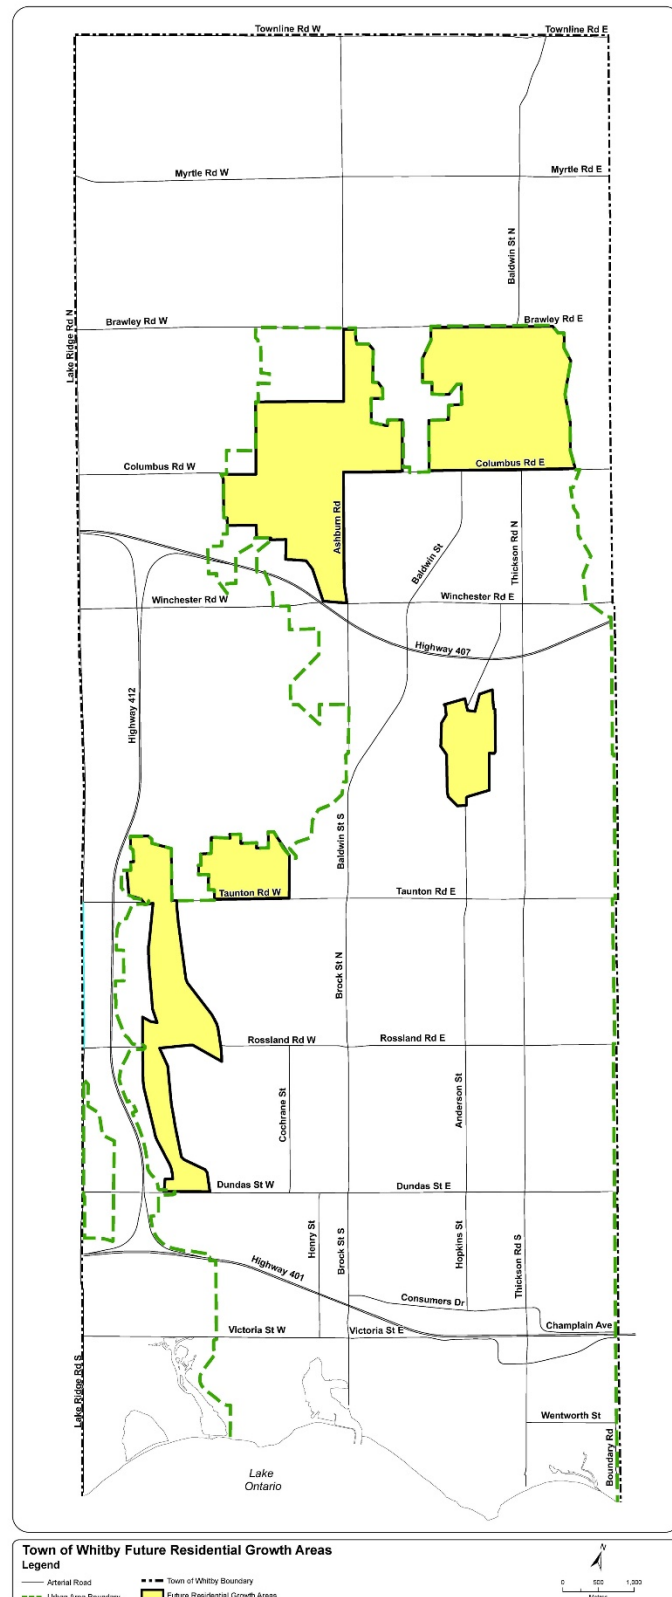 Townline Rd W
Townline Rd E
Myrtle Rd W
Myrtle Rd E
Baldwin St N
Lake Ridge Rd N
Brawley Rd W
Brawley Rd E
Columbus Rd W
Columbus Rd E
Ashburn Rd
Baldwin St
Thickson Rd N
Winchester Rd W
Winchester Rd E
Highway 407
Highway 412
Baldwin St S
Taunton Rd W
Taunton Rd E
Brock St N
Rossland Rd W
Rossland Rd E
Cochrane St
Anderson St
Dundas St W
Dundas St E
Henry St
Brock St S
Hopkins St
Thickson Rd S
Highway 401
Consumers Dr
Champlain Ave
Victoria St W
Victoria St E
Lake Ridge Rd S
Wentworth St
Boundary Rd
Lake
Ontario
Town of Whitby Future Residential Growth Areas
Legend
Arterial Road
Town of Whitby Boundary
Urban Area Boundary
Future Residential Growth Areas
N
0 500 1,000
Metres